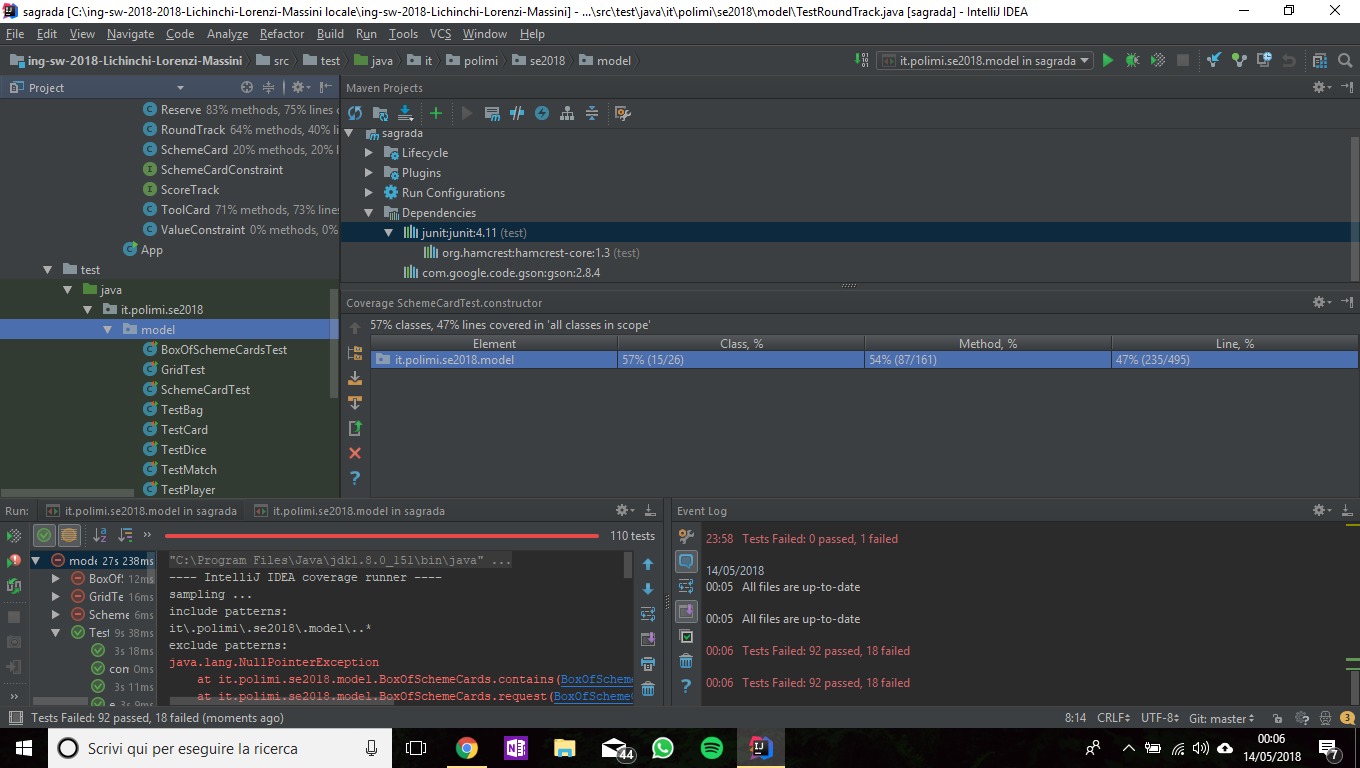 sagrada [C:\ing-sw-2018-2018-Lichinchi-Lorenzi-Massini locale\ing-sw-2018-Lichinchi-Lorenzi-Massini] - ...\src\test\java\it\polimi\se2018\model\TestRoundTrack.java [sagrada] - IntelliJ IDEA
File Edit View Navigate Code Analyze Refactor Build Run Tools VCS Window Help
ing-sw-2018-Lichinchi-Lorenzi-Massini src test java it polimi se2018 model
it.polimi.se2018.model in sagrada
Project
Reserve 83% methods, 75% lines
RoundTrack 64% methods, 40% li
SchemeCard 20% methods, 20% l
SchemeCardConstraint
ScoreTrack
ToolCard 71% methods, 73% lines
ValueConstraint 0% methods, 0%
App
test
java
it.polimi.se2018
model
BoxOfSchemeCardsTest
GridTest
SchemeCardTest
TestBag
TestCard
TestDice
TestMatch
TestPlayer
Maven Projects
sagrada
Lifecycle
Plugins
Run Configurations
Dependencies
junit:junit:4.11 (test)
org.hamcrest:hamcrest-core:1.3 (test)
com.google.code.gson:gson:2.8.4
Coverage SchemeCardTest.constructor
57% classes, 47% lines covered in 'all classes in scope'
Element Class, % Method, % Line, %
it.polimi.se2018.model 57% (15/26) 54% (87/161) 47% (235/495)
Run: it.polimi.se2018.model in sagrada it.polimi.se2018.model in sagrada
110 tests
mode 27s 238ms
BoxOf 12ms
GridTe 16ms
Scheme 6ms
Test 9s 38ms
3s 18ms
com 0ms
3s 11ms
e 3s 9ms
"C:\Program Files\Java\jdk1.8.0_151\bin\java" ...
---- IntelliJ IDEA coverage runner ----
sampling ...
include patterns:
it\.polimi\.se2018\.model\..*
exclude patterns:
java.lang.NullPointerException
at it.polimi.se2018.model.BoxOfSchemeCards.contains(BoxOfScheme
at it.polimi.se2018.model.BoxOfSchemeCards.request(BoxOfSchemeC
Event Log
23:58 Tests Failed: 0 passed, 1 failed
14/05/2018
00:05 All files are up-to-date
00:05 All files are up-to-date
00:06 Tests Failed: 92 passed, 18 failed
00:06 Tests Failed: 92 passed, 18 failed
Tests Failed: 92 passed, 18 failed (moments ago)
8:14 CRLF UTF-8 Git: master 3
Scrivi qui per eseguire la ricerca
44
00:06
14/05/2018
7